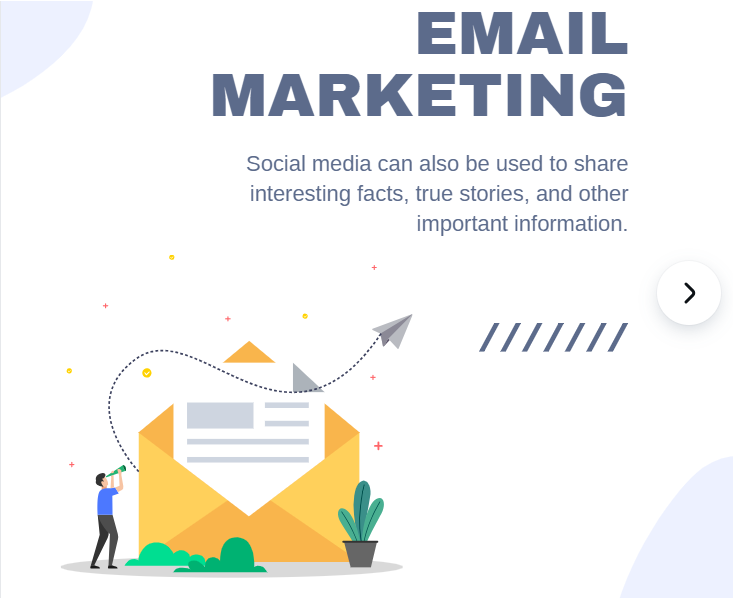 EMAIL
MARKETING
Social media can also be used to share
interesting facts, true stories, and other
important information.